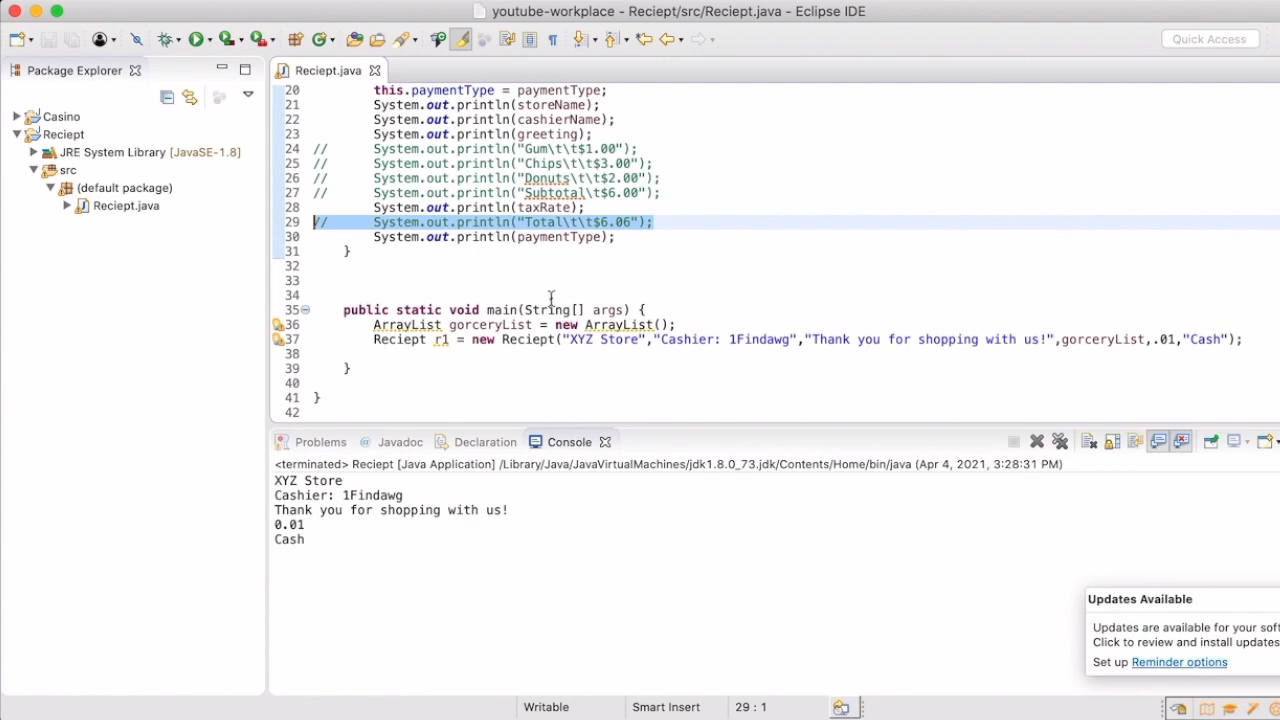 youtube-workplace - Reciept/src/Reciept.java - Eclipse IDE
Quick Access
Package Explorer
Casino
Reciept
JRE System Library [JavaSE-1.8]
src
(default package)
Reciept.java
Reciept.java
20 this.paymentType = paymentType;
21 System.out.println(storeName);
22 System.out.println(cashierName);
23 System.out.println(greeting);
24 // System.out.println("Gum\t\t$1.00");
25 // System.out.println("Chips\t\t$3.00");
26 // System.out.println("Donuts\t\t$2.00");
27 // System.out.println("Subtotal\t$6.00");
28 System.out.println(taxRate);
29 // System.out.println("Total\t\t$6.06");
30 System.out.println(paymentType);
31 }
32
33
34
35 public static void main(String[] args) {
36 ArrayList gorceryList = new ArrayList();
37 Reciept r1 = new Reciept("XYZ Store","Cashier: 1Findawg","Thank you for shopping with us!",gorceryList,.01,"Cash");
38
39 }
40
41 }
42
Problems @ Javadoc Declaration Console
<terminated> Reciept [Java Application] /Library/Java/JavaVirtualMachines/jdk1.8.0_73.jdk/Contents/Home/bin/java (Apr 4, 2021, 3:28:31 PM)
XYZ Store
Cashier: 1Findawg
Thank you for shopping with us!
0.01
Cash
Updates Available
Updates are available for your soft
Click to review and install updates
Set up Reminder options
Writable Smart Insert 29 : 1